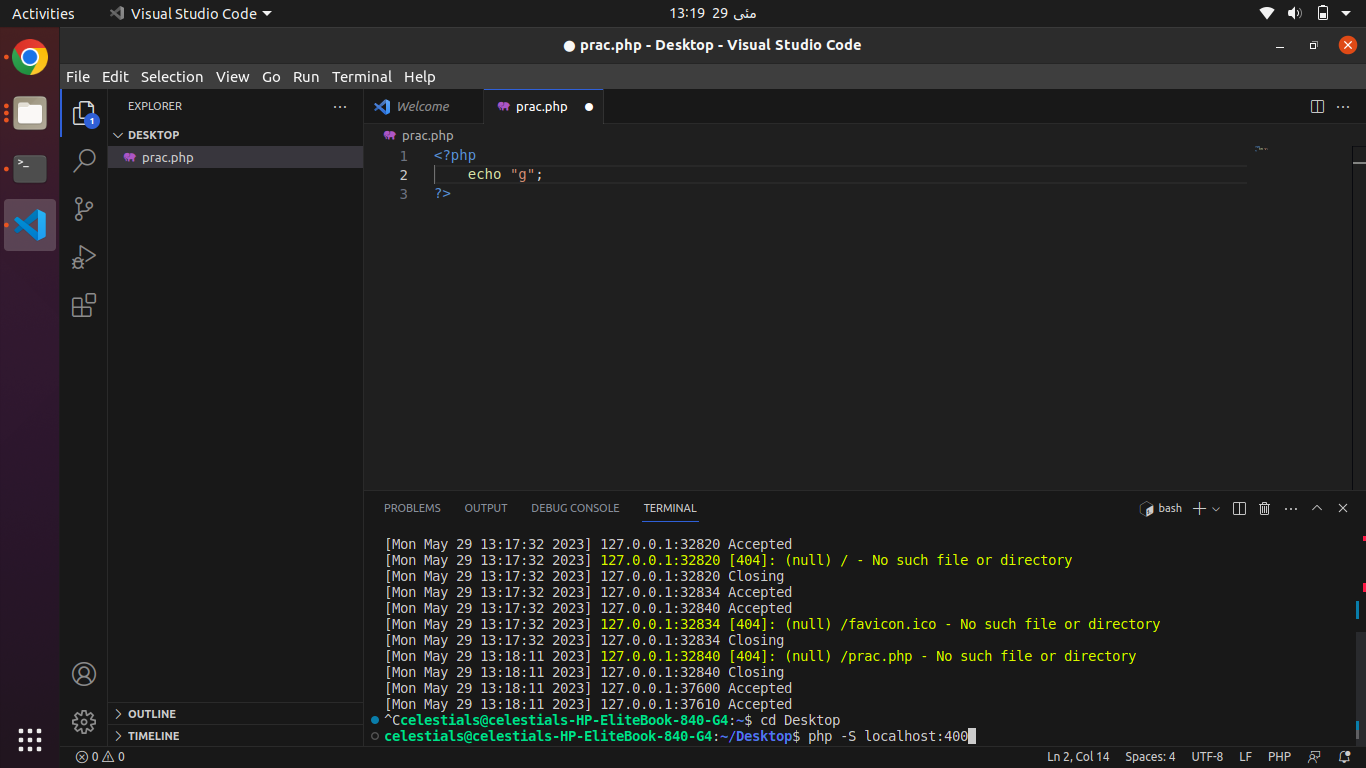 Activities
Visual Studio Code
13:19 29 مئی
● prac.php - Desktop - Visual Studio Code
File Edit Selection View Go Run Terminal Help
EXPLORER
Welcome
prac.php
1
DESKTOP
prac.php
prac.php
1 <?php
2 echo "g";
3 ?>
PROBLEMS OUTPUT DEBUG CONSOLE TERMINAL
bash
[Mon May 29 13:17:32 2023] 127.0.0.1:32820 Accepted
[Mon May 29 13:17:32 2023] 127.0.0.1:32820 [404]: (null) / - No such file or directory
[Mon May 29 13:17:32 2023] 127.0.0.1:32820 Closing
[Mon May 29 13:17:32 2023] 127.0.0.1:32834 Accepted
[Mon May 29 13:17:32 2023] 127.0.0.1:32840 Accepted
[Mon May 29 13:17:32 2023] 127.0.0.1:32834 [404]: (null) /favicon.ico - No such file or directory
[Mon May 29 13:17:32 2023] 127.0.0.1:32834 Closing
[Mon May 29 13:18:11 2023] 127.0.0.1:32840 [404]: (null) /prac.php - No such file or directory
[Mon May 29 13:18:11 2023] 127.0.0.1:32840 Closing
[Mon May 29 13:18:11 2023] 127.0.0.1:37600 Accepted
[Mon May 29 13:18:11 2023] 127.0.0.1:37610 Accepted
^Ccelestials@celestials-HP-EliteBook-840-G4:~$ cd Desktop
celestials@celestials-HP-EliteBook-840-G4:~/Desktop$ php -S localhost:400
OUTLINE
TIMELINE
0 0
Ln 2, Col 14 Spaces: 4 UTF-8 LF PHP